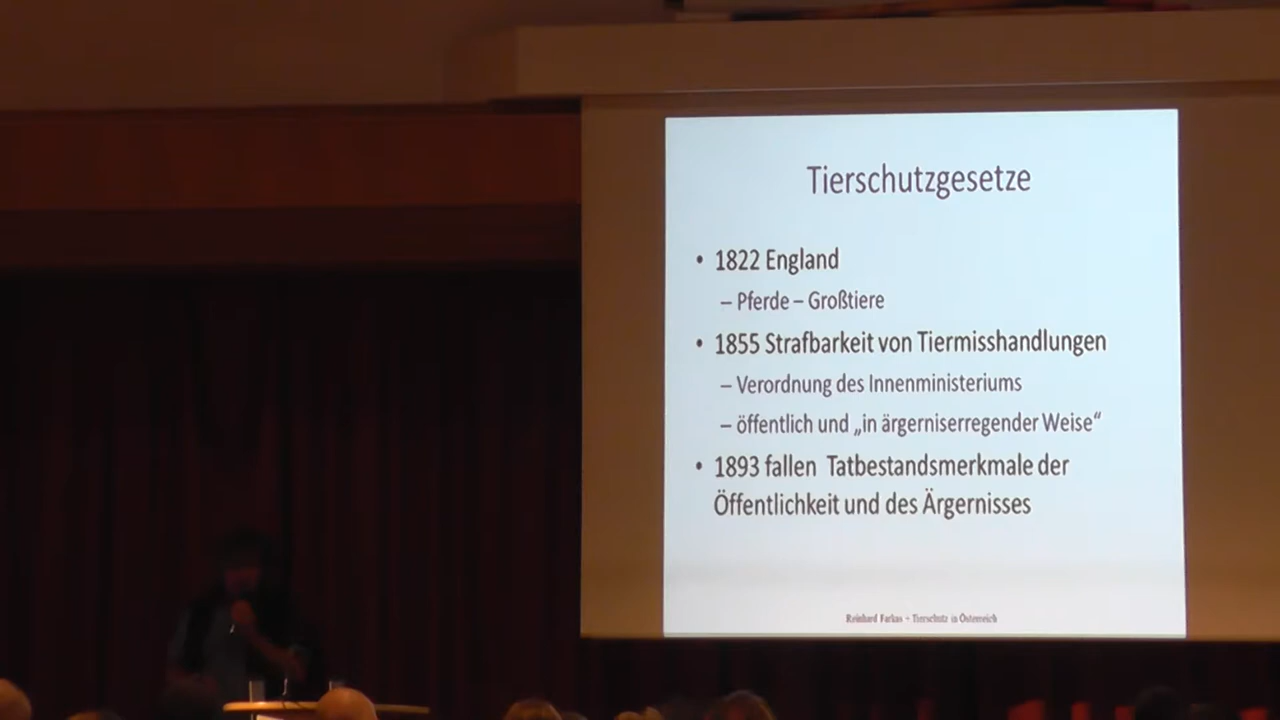 Tierschutzgesetze
• 1822 England
– Pferde – Großtiere
• 1855 Strafbarkeit von Tiermisshandlungen
– Verordnung des Innenministeriums
– öffentlich und „in ärgerniserregender Weise“
• 1893 fallen Tatbestandsmerkmale der
Öffentlichkeit und des Ärgernisses
Reinhard Farkas – Tierschutz in Österreich